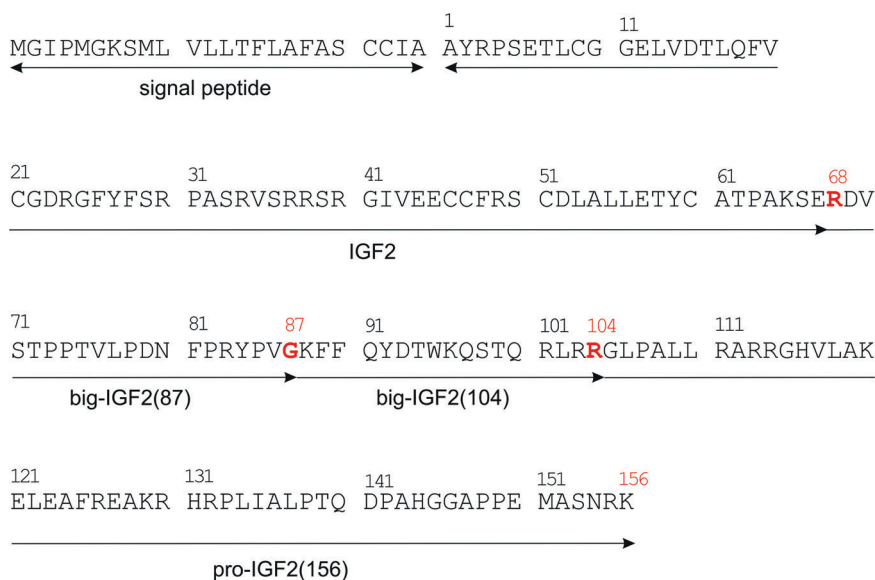 1 11
MGIPMGKSML VLLTFLAFAS CCIA AYRPSETLCG GELVDTLQFV
signal peptide
21 31 41 51 61 68
CGDRGFYFSR PASRVSRRSR GIVEECCFRS CDLALLETYC ATPAKSERDV
IGF2
71 81 87 91 101 104 111
STPPTVLPDN FPRYPVGKFF QYDTWKQSTQ RLRRGLPALL RARRGHVLAK
big-IGF2(87) big-IGF2(104)
121 131 141 151 156
ELEAFREAKR HRPLIALPTQ DPAHGGAPPE MASNRK
pro-IGF2(156)